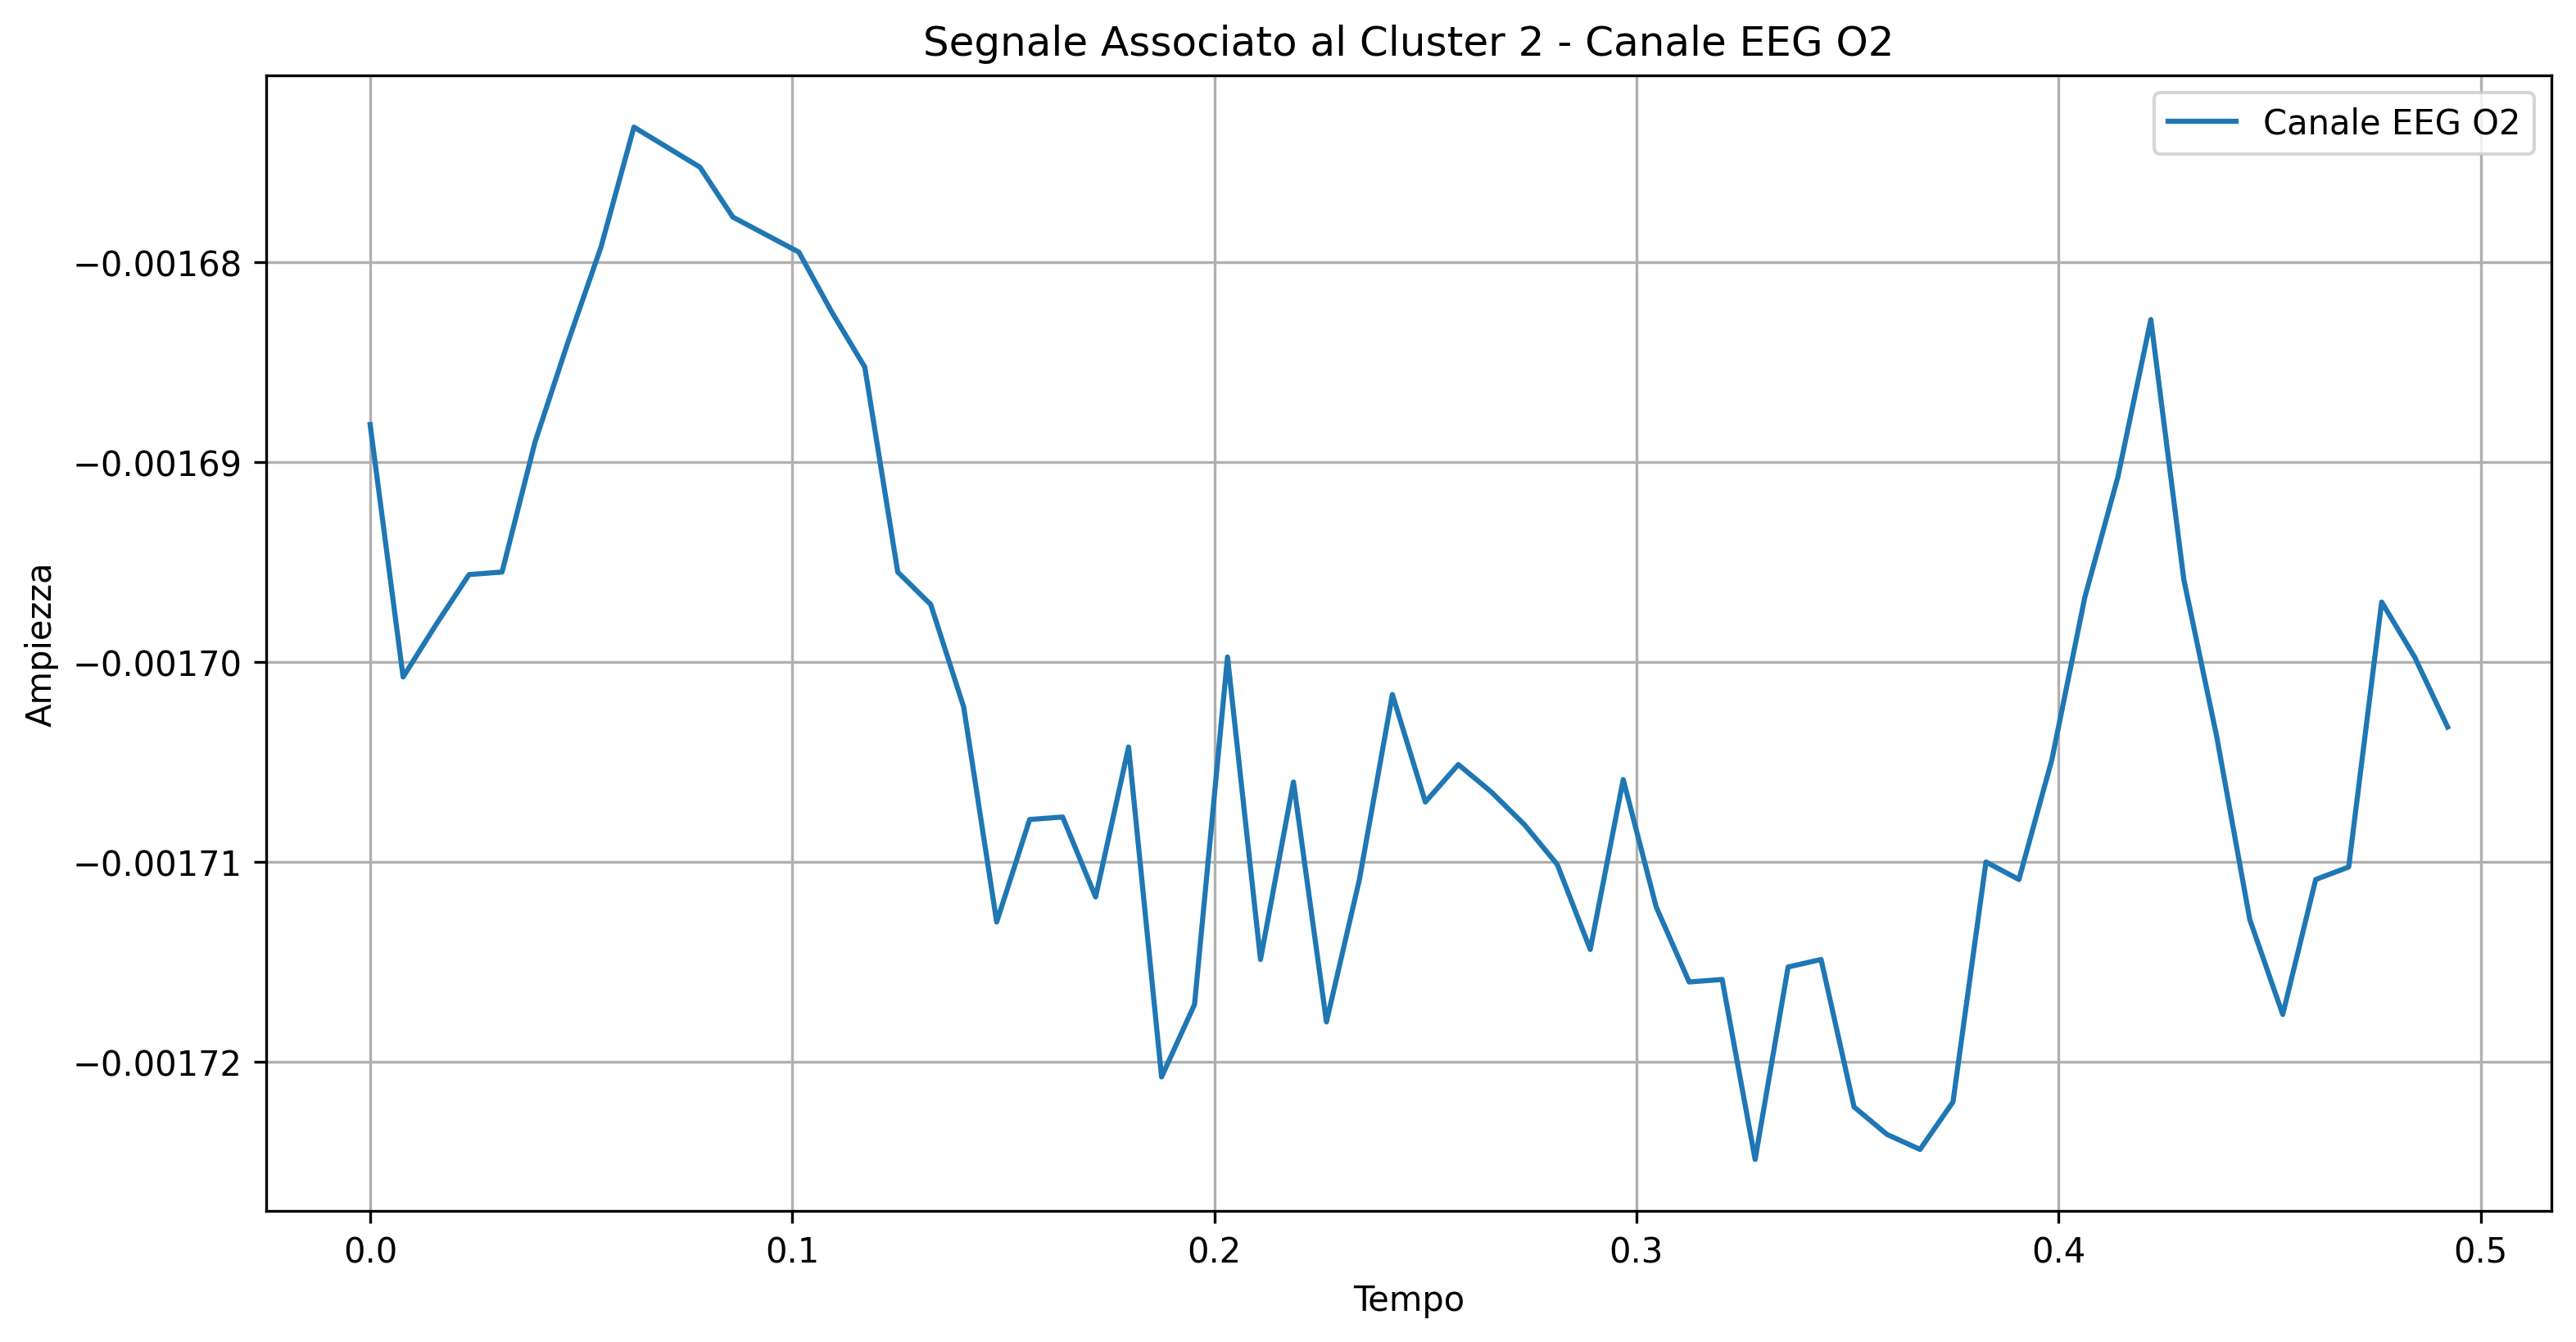 Segnale Associato al Cluster 2 - Canale EEG O2
Canale EEG O2
−0.00168
−0.00169
−0.00170
−0.00171
−0.00172
Ampiezza
0.0 0.1 0.2 0.3 0.4 0.5
Tempo